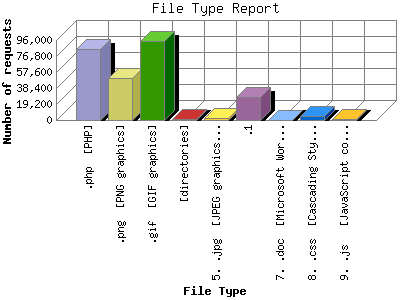 File Type Report
Number of requests
96,000
76,800
57,600
38,400
19,200
0
.php [PHP]
.png [PNG graphics]
.gif [GIF graphics]
[directories]
5. .jpg [JPEG graphics...
.1
7. .doc [Microsoft Wor...
8. .css [Cascading Sty...
9. .js [JavaScript co...
File Type